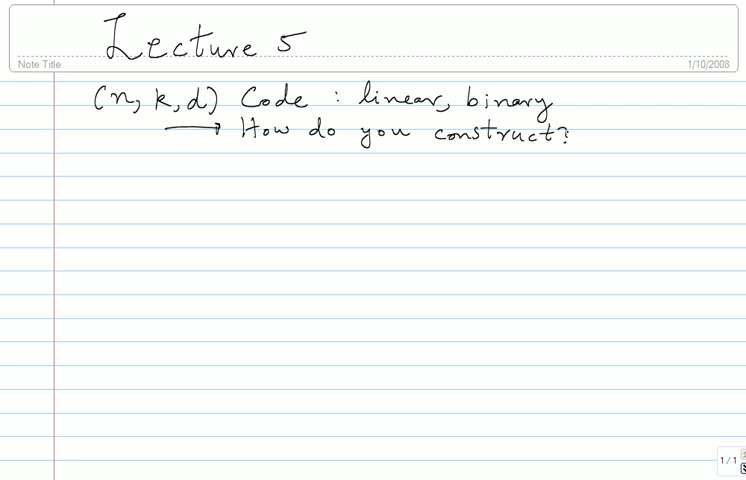 Lecture 5
Note Title
1/10/2008
(n, k, d) Code : linear, binary
→ How do you construct?
1/1